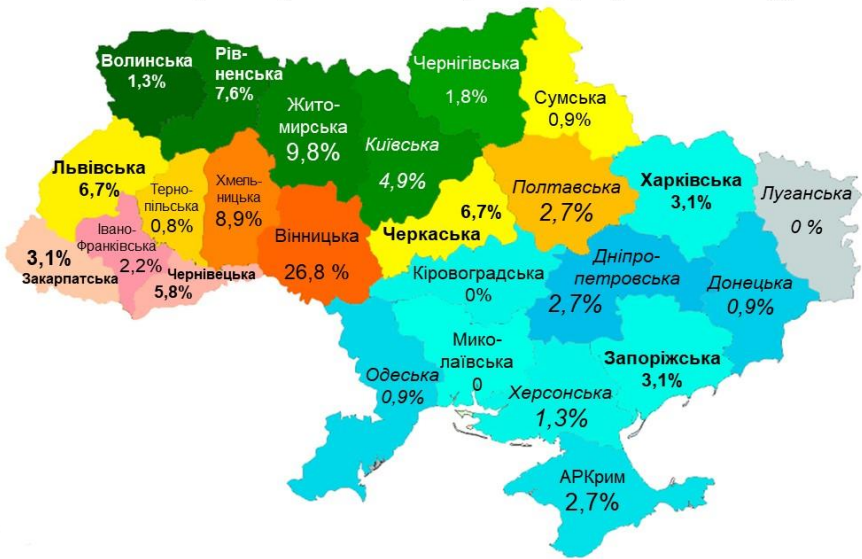 Волинська
1,3%
Рів-
ненська
7,6%
Жито-
мирська
9,8%
Київська
4,9%
Чернігівська
1,8%
Сумська
0,9%
Львівська
6,7%
Терно-
пільська
0,8%
Хмель-
ницька
8,9%
Вінницька
26,8 %
6,7%
Черкаська
Полтавська
2,7%
Харківська
3,1%
Луганська
0 %
3,1%
Закарпатська
Івано-
Франківська
2,2%
Чернівецька
5,8%
Кіровоградська
0%
Дніпро-
петровська
2,7%
Донецька
0,9%
Одеська
0,9%
Мико-
лаївська
0
Херсонська
1,3%
Запоріжська
3,1%
АРКрим
2,7%